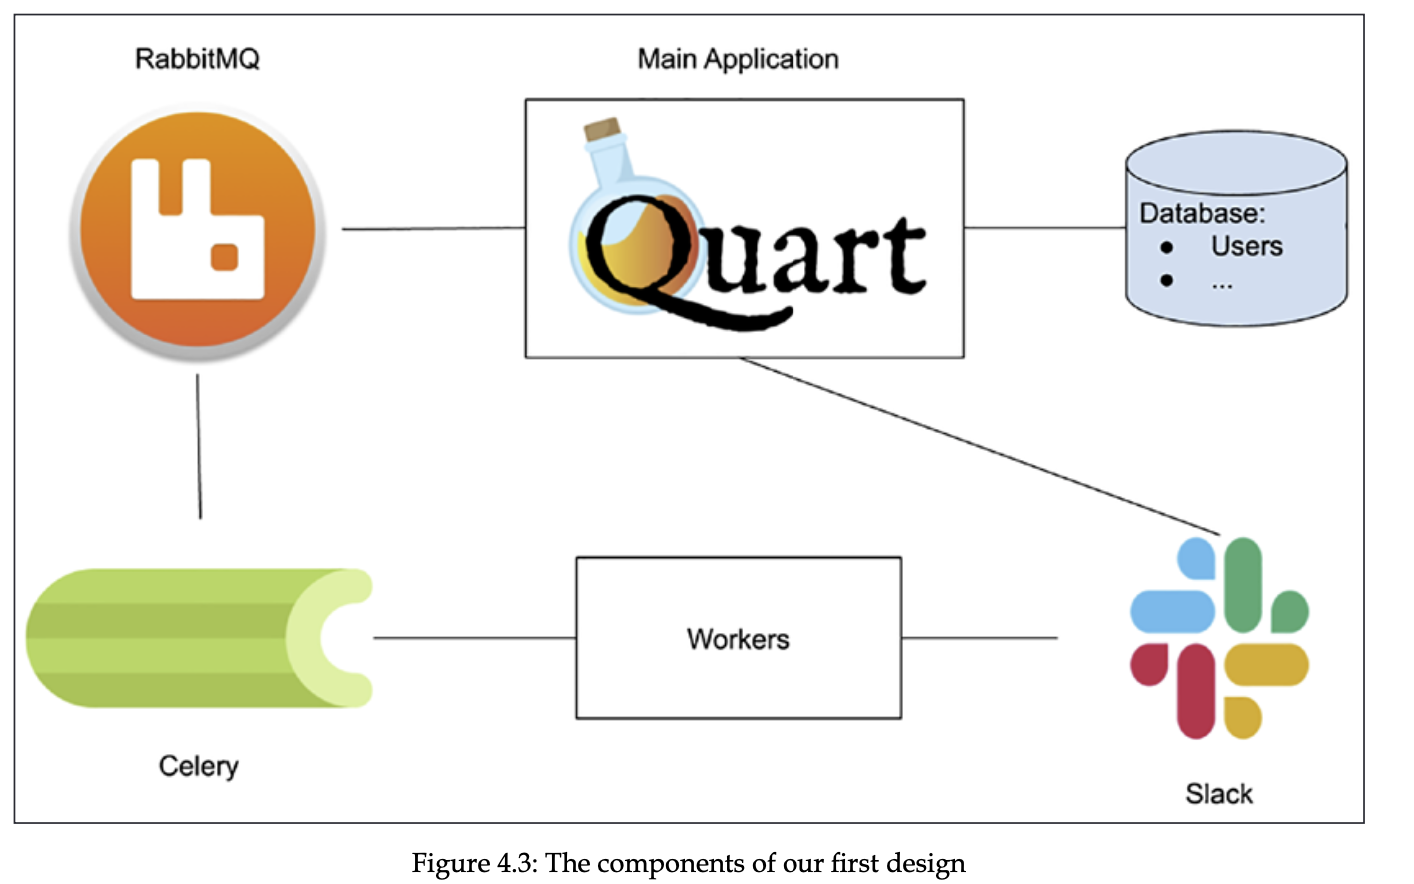 RabbitMQ
Main Application
Quart
Database:
● Users
● ...
Workers
Celery
Slack
Figure 4.3: The components of our first design